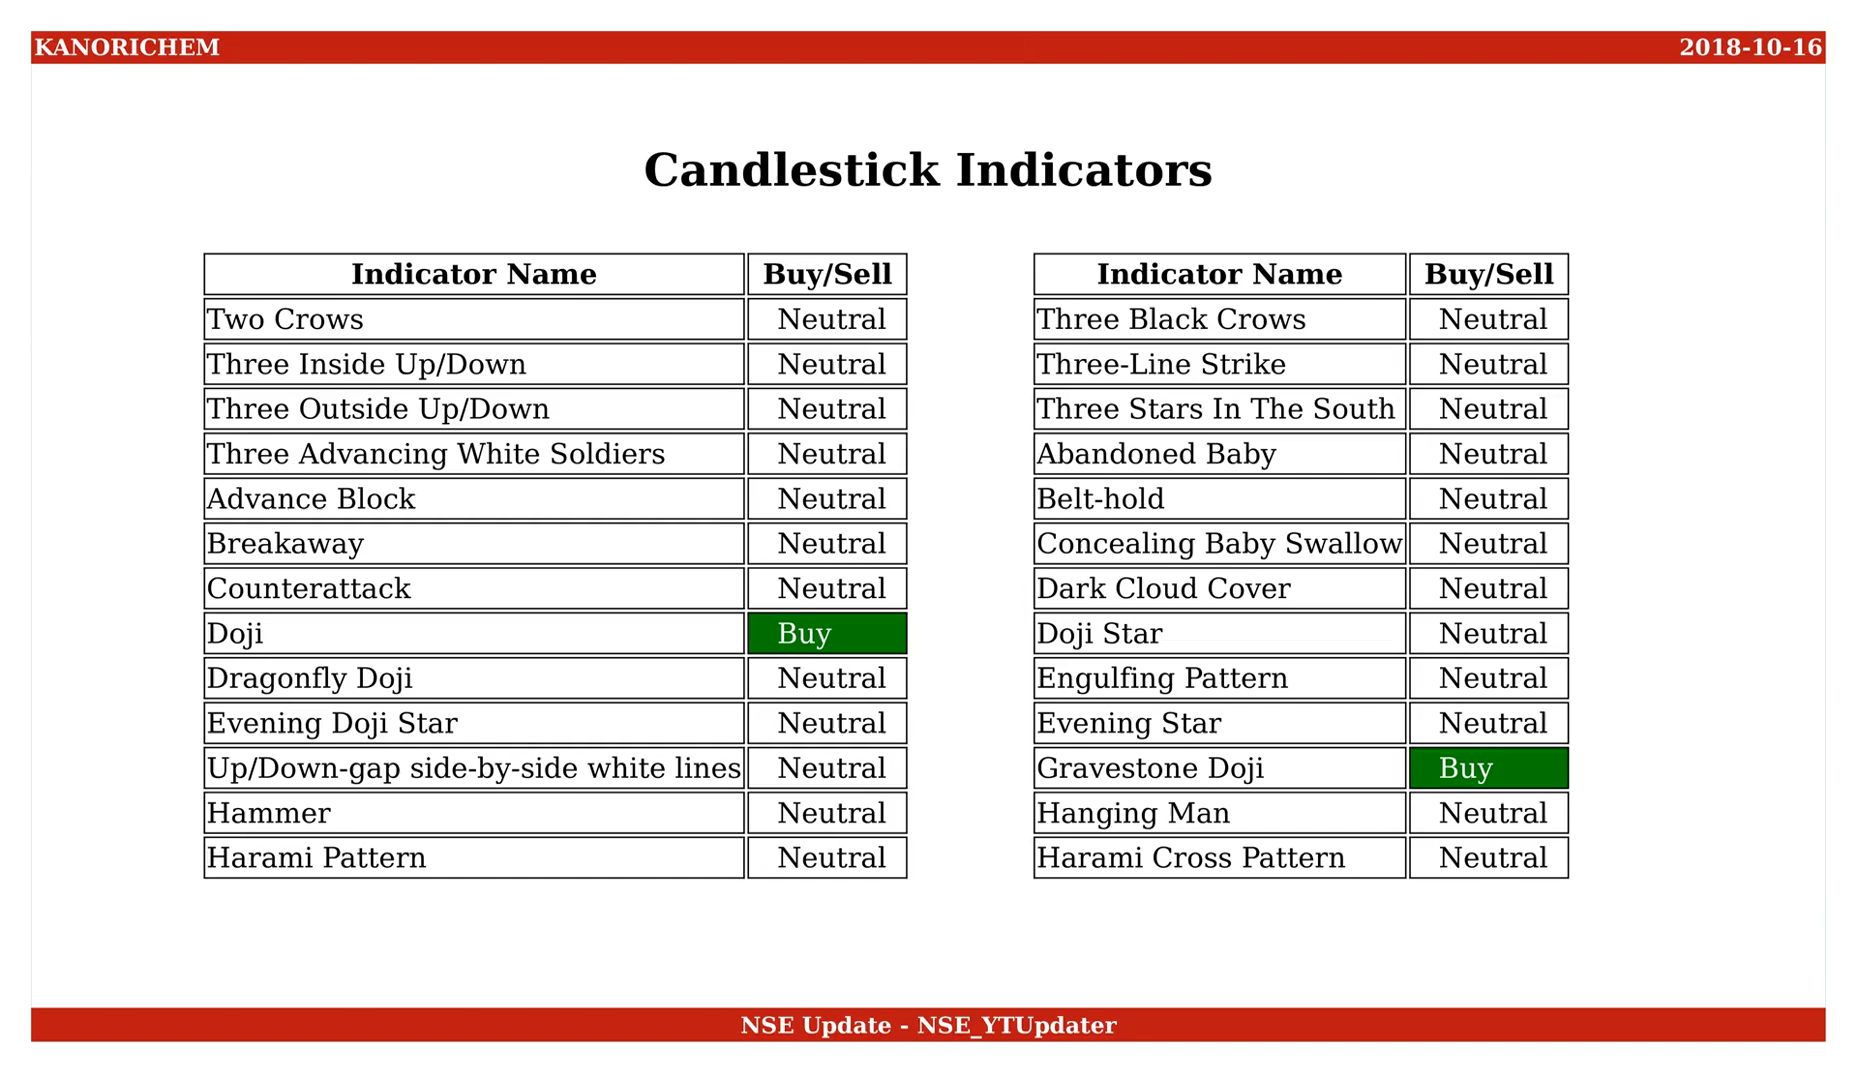 KANORICHEM 2018-10-16
Candlestick Indicators
Indicator Name Buy/Sell
Two Crows Neutral
Three Inside Up/Down Neutral
Three Outside Up/Down Neutral
Three Advancing White Soldiers Neutral
Advance Block Neutral
Breakaway Neutral
Counterattack Neutral
Doji Buy
Dragonfly Doji Neutral
Evening Doji Star Neutral
Up/Down-gap side-by-side white lines Neutral
Hammer Neutral
Harami Pattern Neutral
Indicator Name Buy/Sell
Three Black Crows Neutral
Three-Line Strike Neutral
Three Stars In The South Neutral
Abandoned Baby Neutral
Belt-hold Neutral
Concealing Baby Swallow Neutral
Dark Cloud Cover Neutral
Doji Star Neutral
Engulfing Pattern Neutral
Evening Star Neutral
Gravestone Doji Buy
Hanging Man Neutral
Harami Cross Pattern Neutral
NSE Update - NSE_YTUpdater